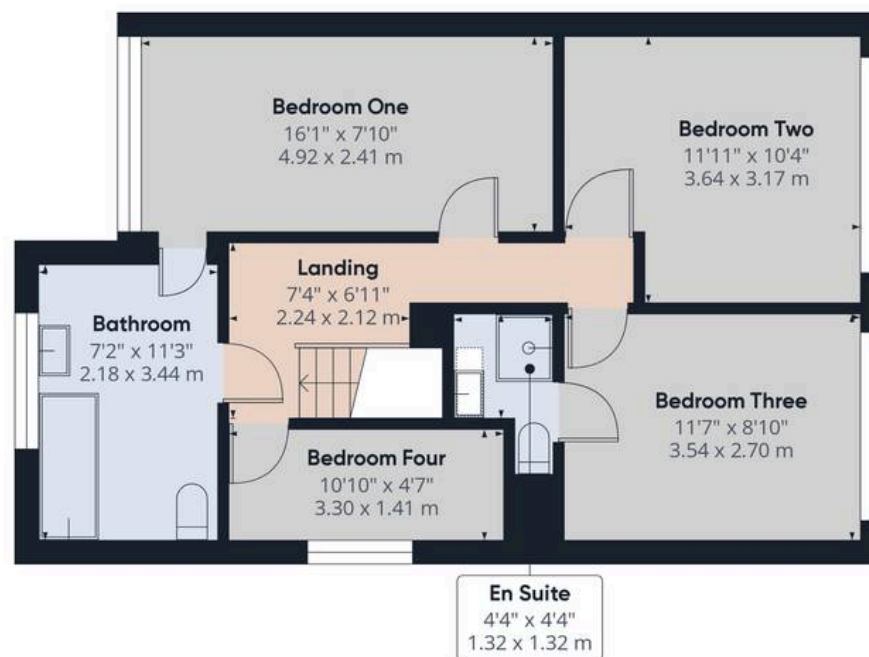 Bedroom One
16'1" x 7'10"
4.92 x 2.41 m
Bedroom Two
11'11" x 10'4"
3.64 x 3.17 m
Landing
7'4" x 6'11"
2.24 x 2.12 m
Bathroom
7'2" x 11'3"
2.18 x 3.44 m
Bedroom Three
11'7" x 8'10"
3.54 x 2.70 m
Bedroom Four
10'10" x 4'7"
3.30 x 1.41 m
En Suite
4'4" x 4'4"
1.32 x 1.32 m